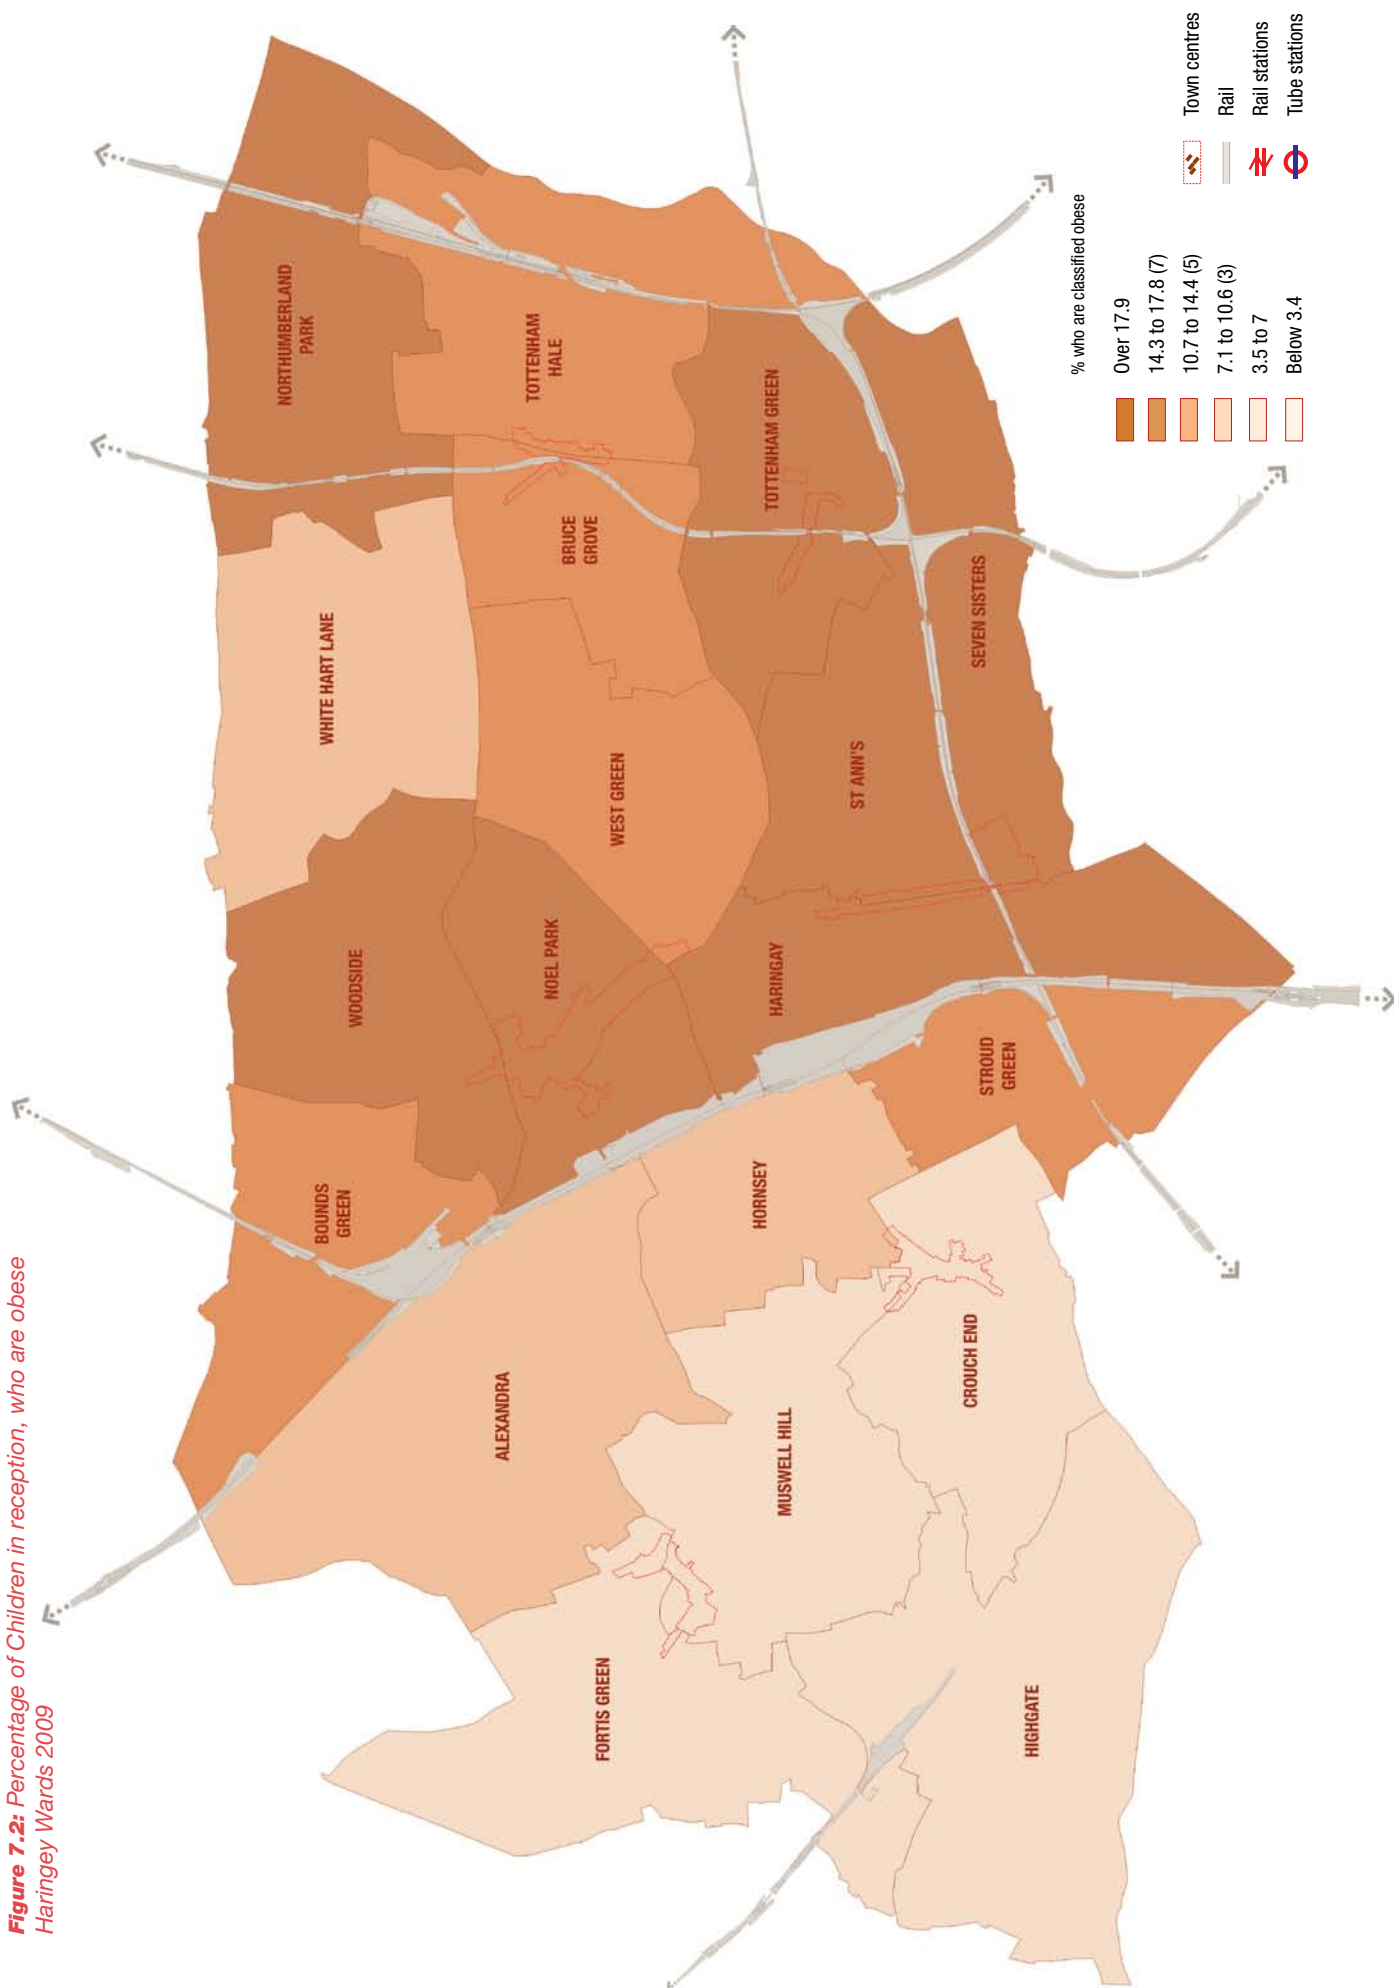 Figure 7.2: Percentage of Children in reception, who are obese
Haringey Wards 2009
FORTIS GREEN
HIGHGATE
MUSWELL HILL
ALEXANDRA
CROUCH END
HORNSEY
BOUNDS
GREEN
STROUD
GREEN
WOODSIDE
NOEL PARK
HARINGAY
WHITE HART LANE
WEST GREEN
ST ANN'S
SEVEN SISTERS
BRUCE
GROVE
NORTHUMBERLAND
PARK
TOTTENHAM
HALE
TOTTENHAM GREEN
% who are classified obese
Over 17.9
14.3 to 17.8 (7)
10.7 to 14.4 (5)
7.1 to 10.6 (3)
3.5 to 7
Below 3.4
Town centres
Rail
Rail stations
Tube stations